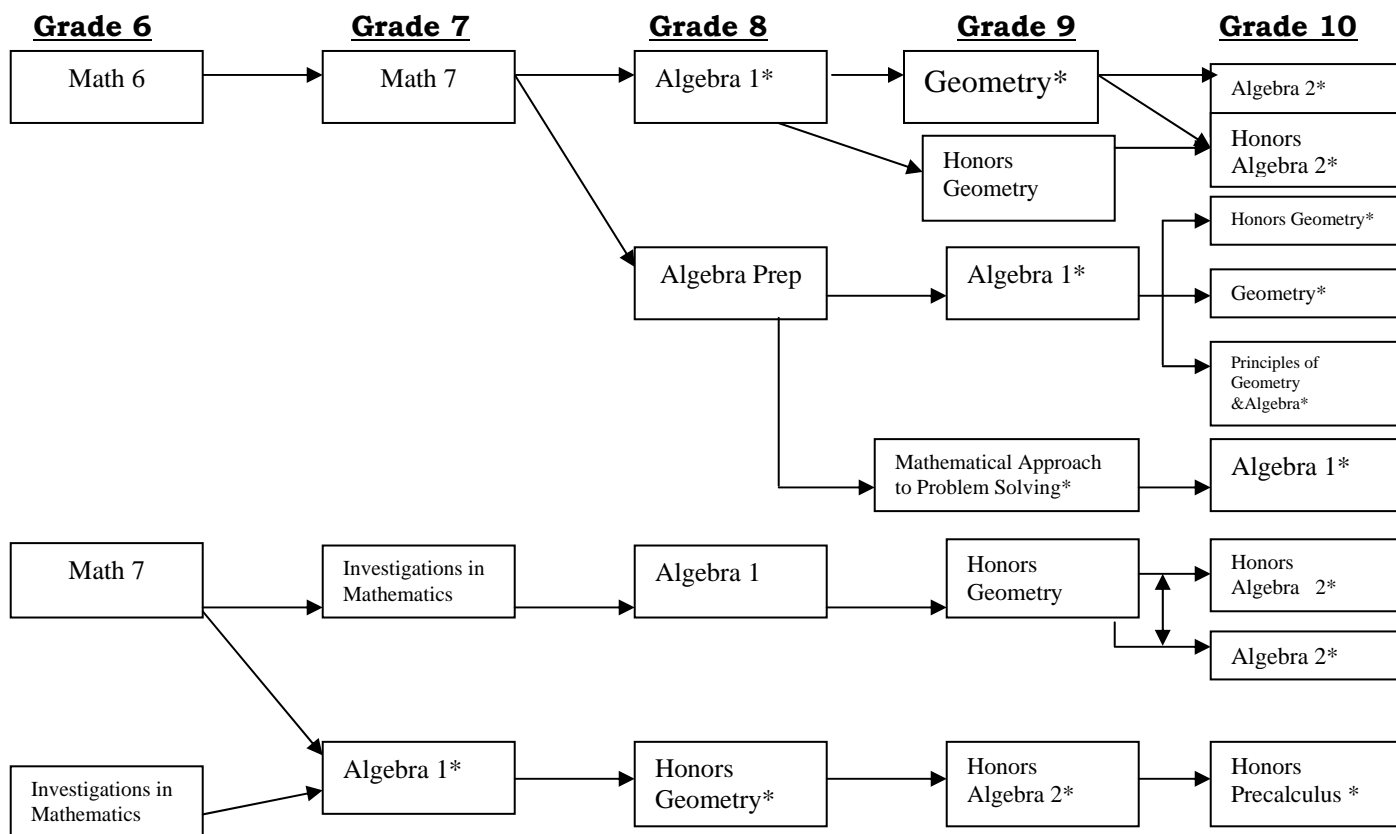 Grade 6 Grade 7 Grade 8 Grade 9 Grade 10
Math 6
Math 7
Algebra 1*
Geometry*
Algebra 2*
Honors
Algebra 2*
Honors
Geometry
Honors Geometry*
Algebra Prep
Algebra 1*
Geometry*
Principles of
Geometry
&Algebra*
Mathematical Approach
to Problem Solving*
Algebra 1*
Math 7
Investigations in
Mathematics
Algebra 1
Honors
Geometry
Honors
Algebra 2*
Algebra 2*
Investigations in
Mathematics
Algebra 1*
Honors
Geometry*
Honors
Algebra 2*
Honors
Precalculus *